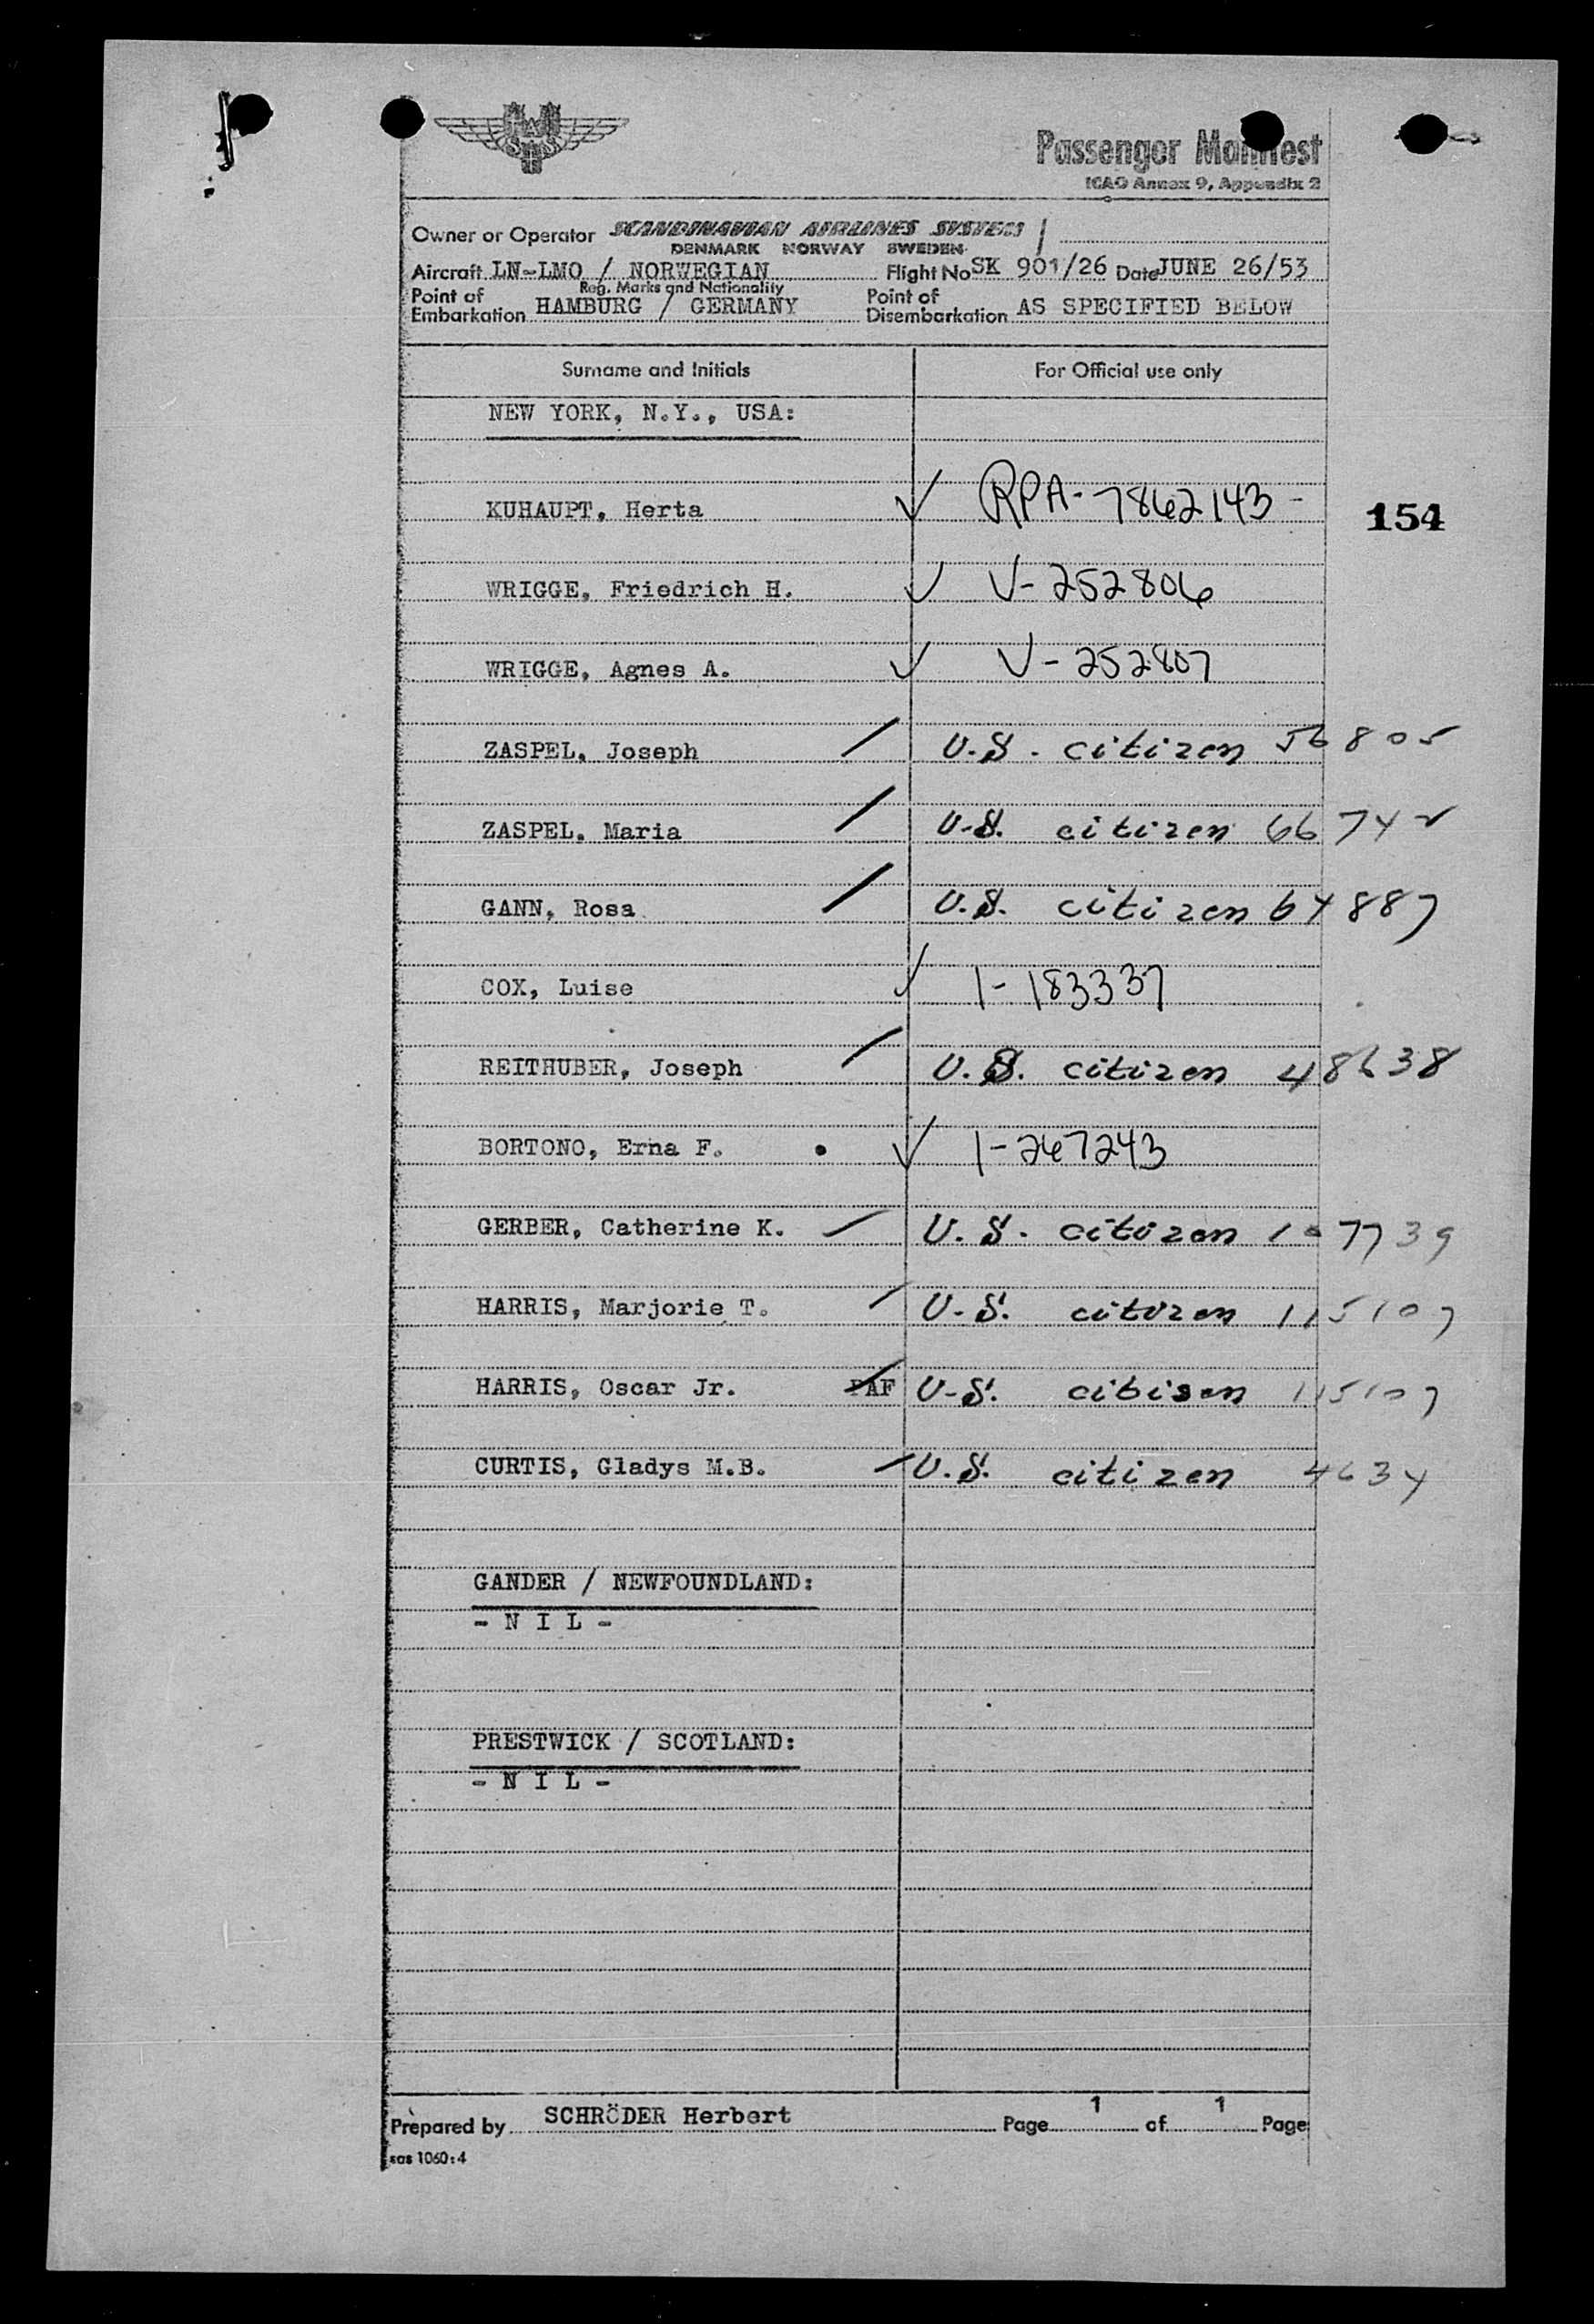 Passenger Manifest
ICAO Annex 9, Appendix 2
Owner or Operator SCANDINAVIAN AIRLINES SYSTEM
DENMARK NORWAY SWEDEN
Aircraft LN-LMO / NORWEGIAN Flight No SK 901/26 Date JUNE 26/53
Reg. Marks and Nationality
Point of Embarkation HAMBURG / GERMANY Point of Disembarkation AS SPECIFIED BELOW
Surname and Initials For Official use only
NEW YORK, N.Y., USA:
KUHAUPT, Herta RPA-7862143-
154
WRIGGE, Friedrich H. V-252806
WRIGGE, Agnes A. V-252807
ZASPEL, Joseph U.S. citizen 56805
ZASPEL, Maria U.S. citizen 66742
GANN, Rosa U.S. citizen 64887
COX, Luise 1-183337
REITHUBER, Joseph U.S. citizen 48638
BORTONO, Erna F. 1-267243
GERBER, Catherine K. U.S. citizen 107739
HARRIS, Marjorie T. U.S. citizen 115107
HARRIS, Oscar Jr. U.S. citizen 115107
CURTIS, Gladys M.B. U.S. citizen 4634
GANDER / NEWFOUNDLAND:
- N I L -
PRESTWICK / SCOTLAND:
- N I L -
Prepared by SCHRÖDER Herbert Page 1 of 1 Page
sas 1060:4